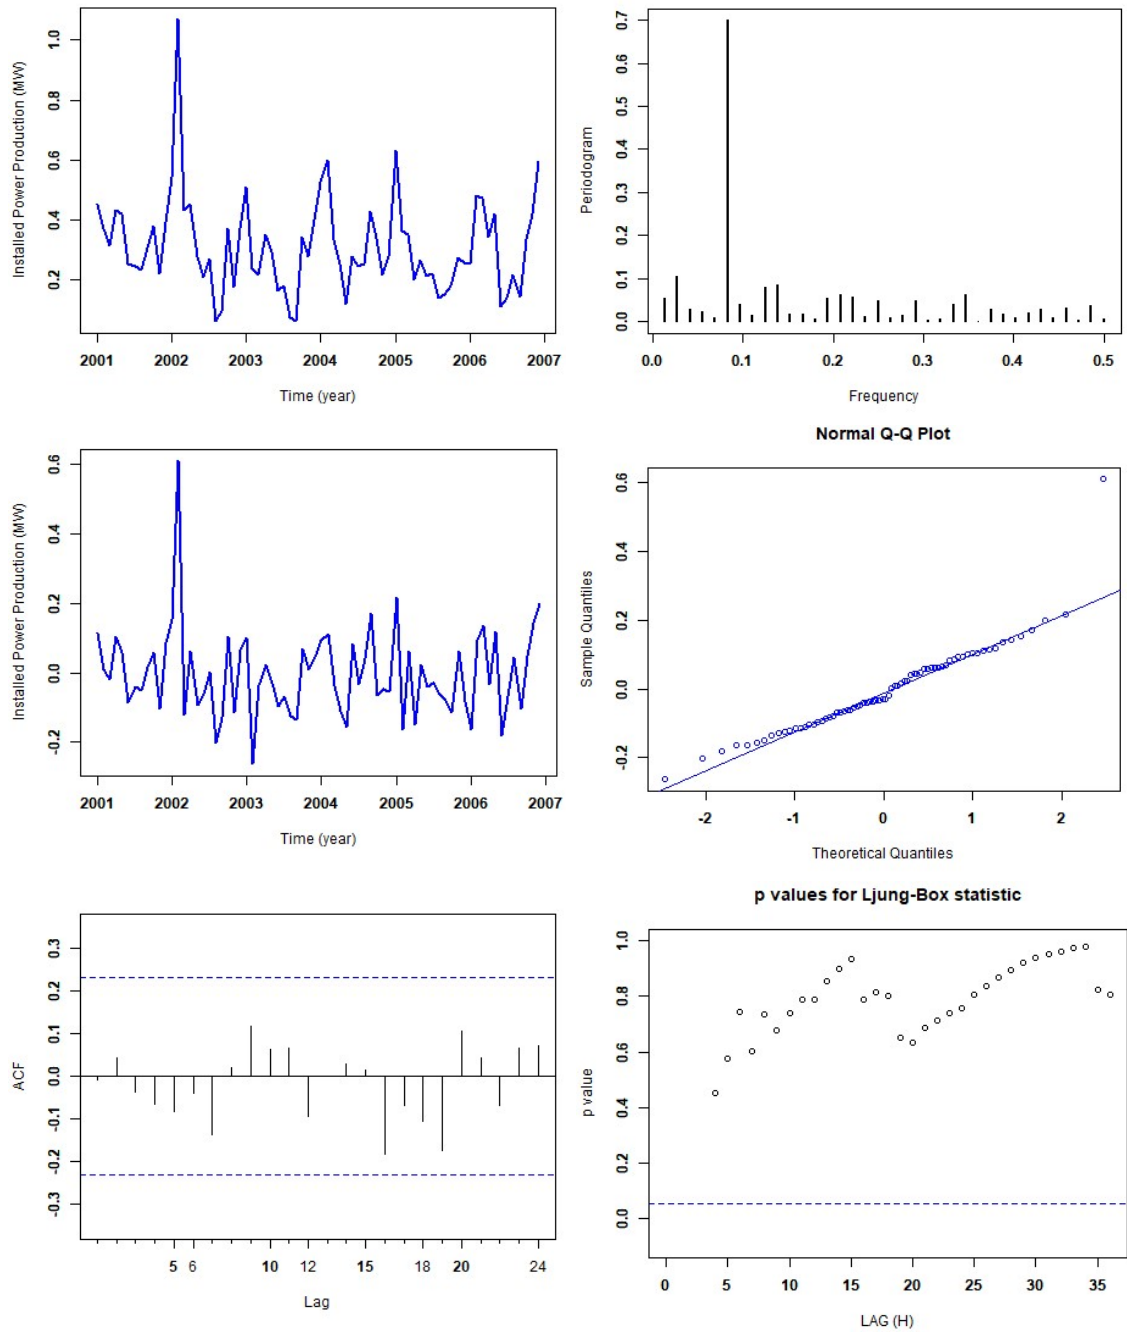 Installed Power Production (MW)
1.0
0.8
0.6
0.4
0.2
2001 2002 2003 2004 2005 2006 2007
Time (year)
Periodogram
0.7
0.6
0.5
0.4
0.3
0.2
0.1
0.0
0.0 0.1 0.2 0.3 0.4 0.5
Frequency
Installed Power Production (MW)
0.6
0.4
0.2
0.0
-0.2
2001 2002 2003 2004 2005 2006 2007
Time (year)
Normal Q-Q Plot
Sample Quantiles
0.6
0.4
0.2
0.0
-0.2
-2 -1 0 1 2
Theoretical Quantiles
ACF
0.3
0.2
0.1
0.0
-0.1
-0.2
-0.3
5 6 10 12 15 18 20 24
Lag
p values for Ljung-Box statistic
p value
1.0
0.8
0.6
0.4
0.2
0.0
0 5 10 15 20 25 30 35
LAG (H)